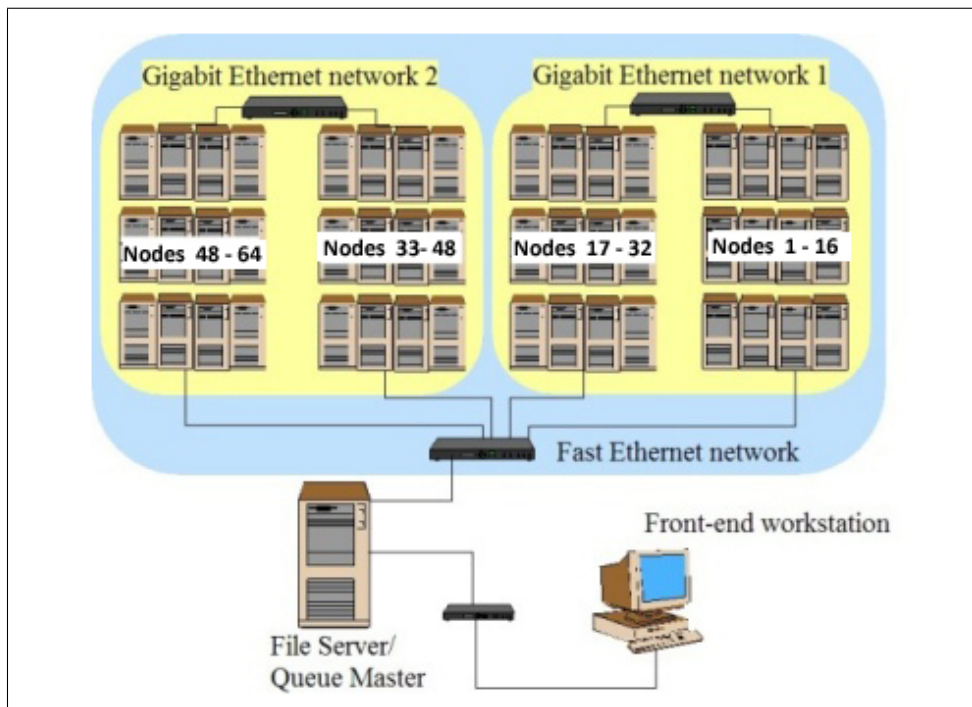 Gigabit Ethernet network 2
Gigabit Ethernet network 1
Nodes 48 - 64
Nodes 33- 48
Nodes 17 - 32
Nodes 1 - 16
Fast Ethernet network
Front-end workstation
File Server/
Queue Master